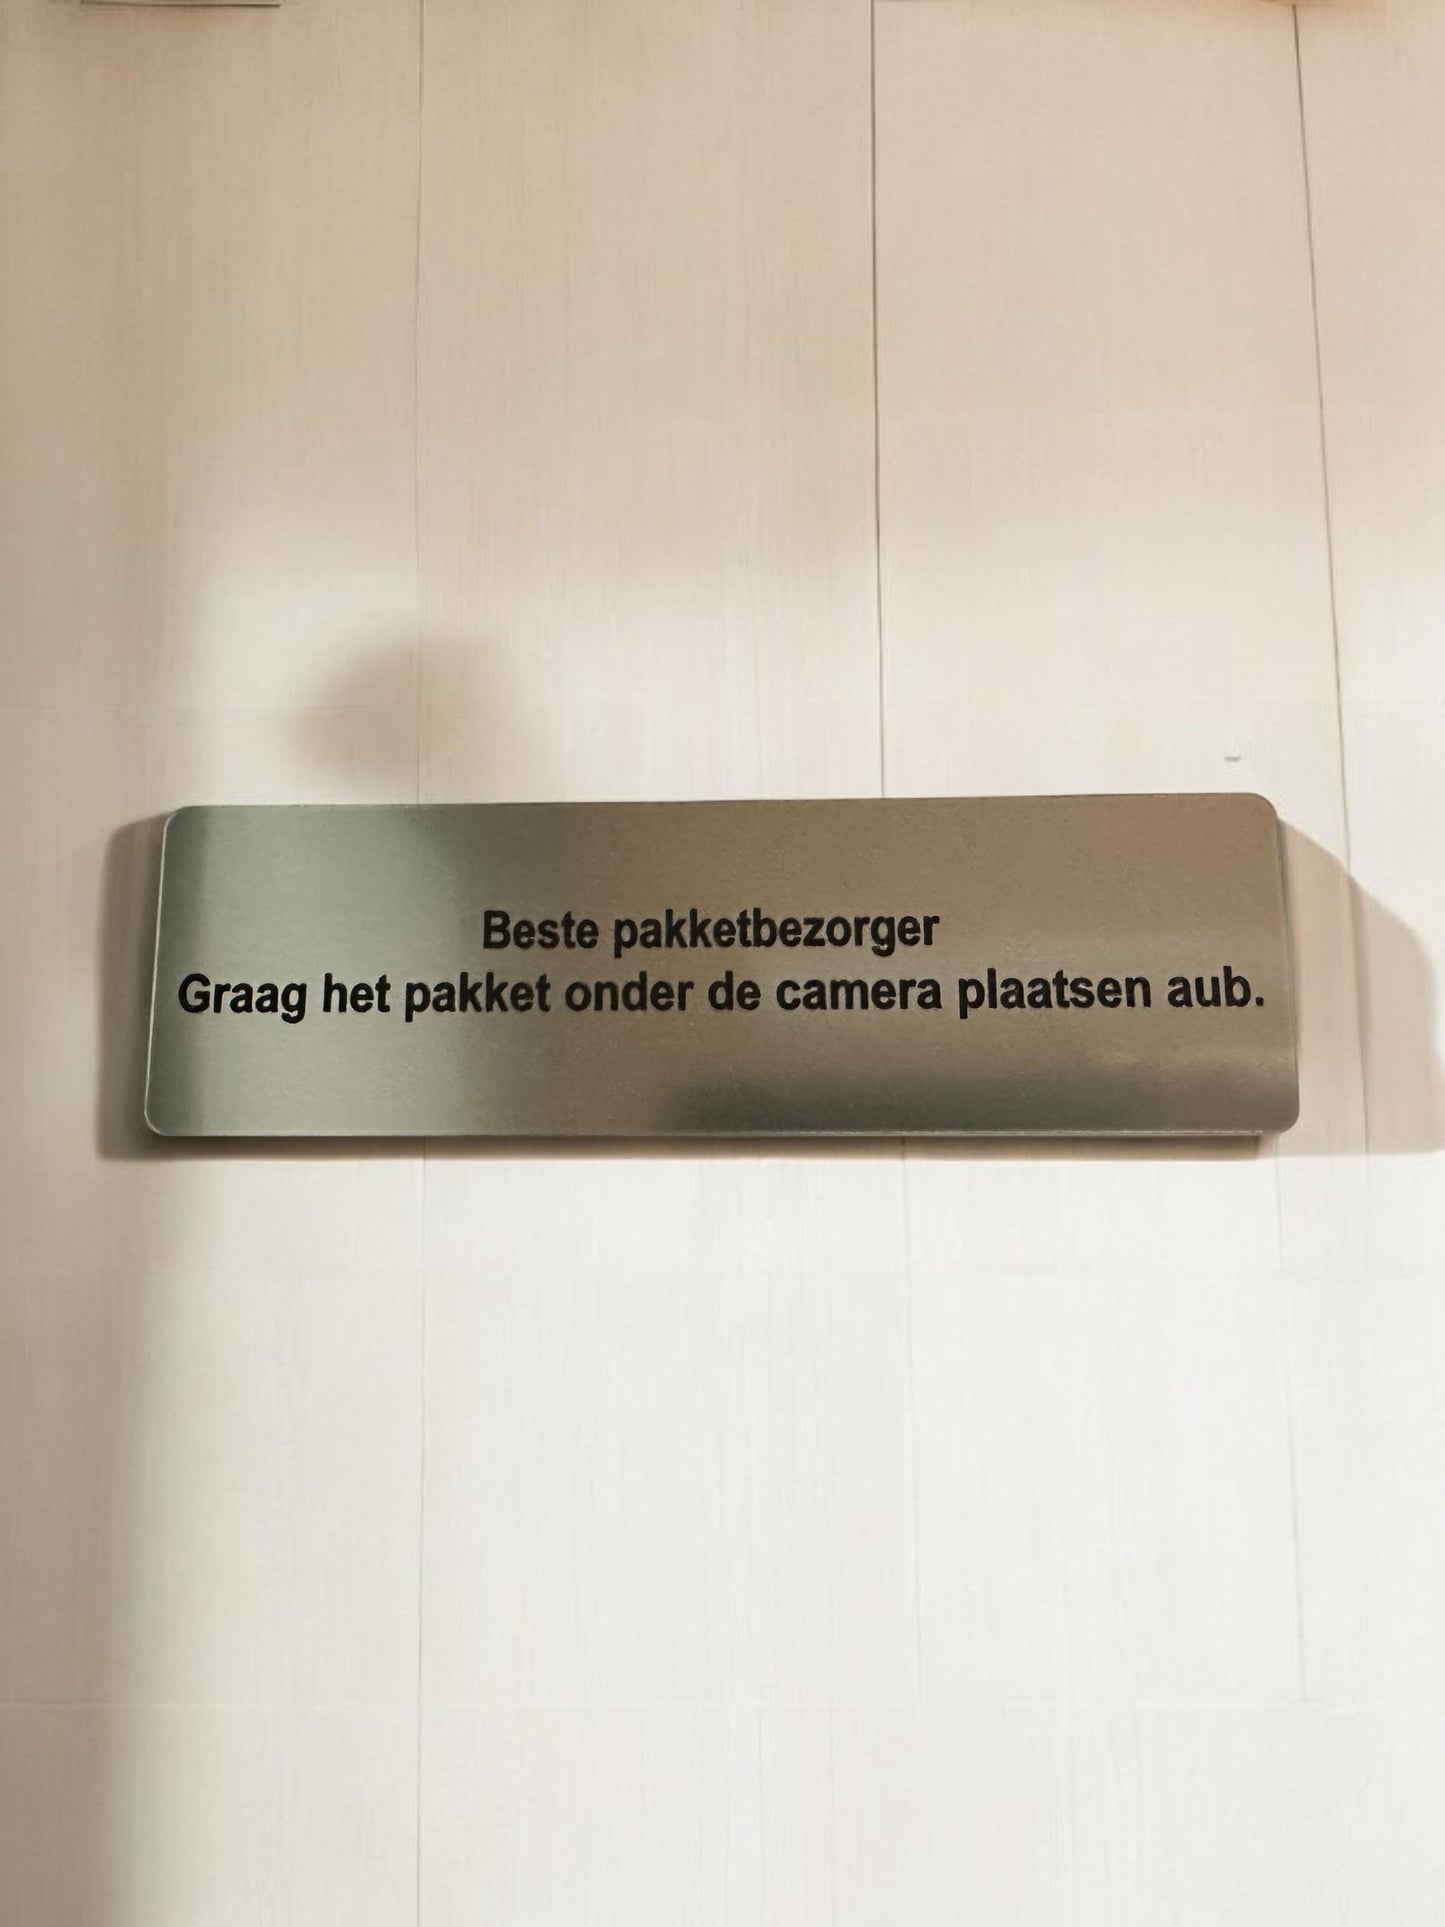 Beste pakketbezorger
Graag het pakket onder de camera plaatsen aub.